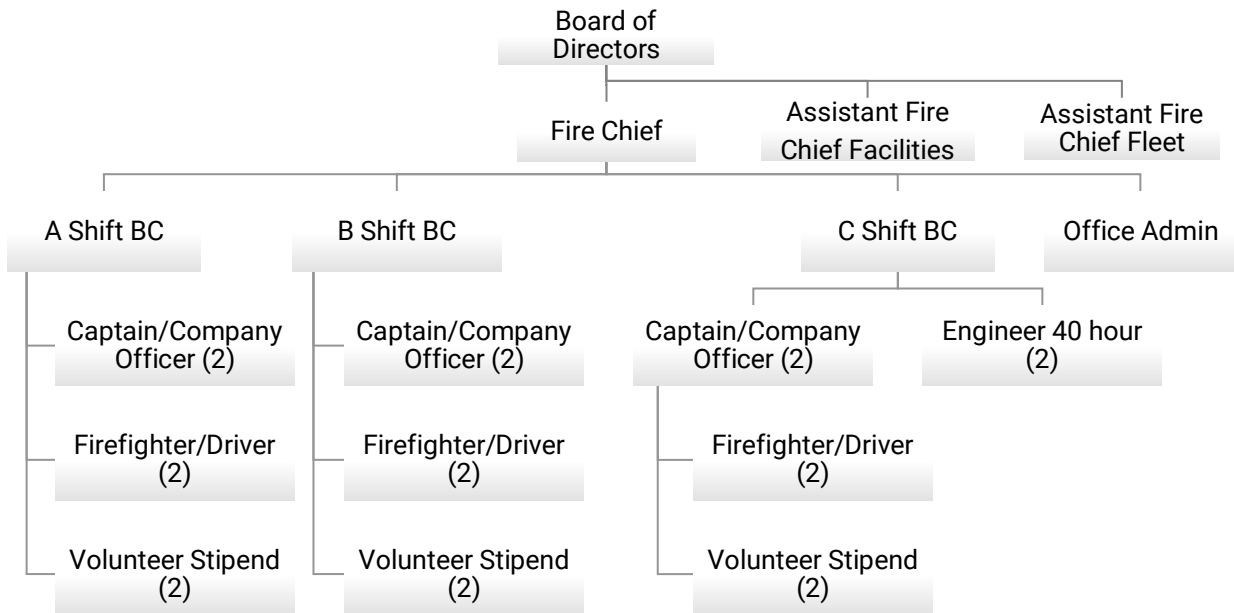 Board of
Directors
Fire Chief
Assistant Fire
Chief Facilities
Assistant Fire
Chief Fleet
A Shift BC
B Shift BC
C Shift BC
Office Admin
Captain/Company
Officer (2)
Firefighter/Driver
(2)
Volunteer Stipend
(2)
Captain/Company
Officer (2)
Firefighter/Driver
(2)
Volunteer Stipend
(2)
Captain/Company
Officer (2)
Engineer 40 hour
(2)
Firefighter/Driver
(2)
Volunteer Stipend
(2)